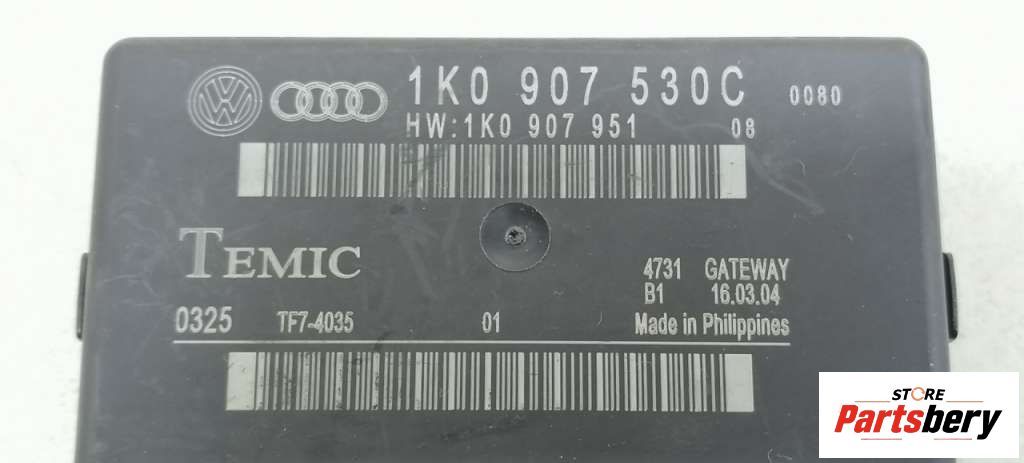 1K0 907 530C 0080
HW:1K0 907 951 08
TEMIC
4731 GATEWAY
B1 16.03.04
0325 TF7-4035 01 Made in Philippines
STORE
Partsbery